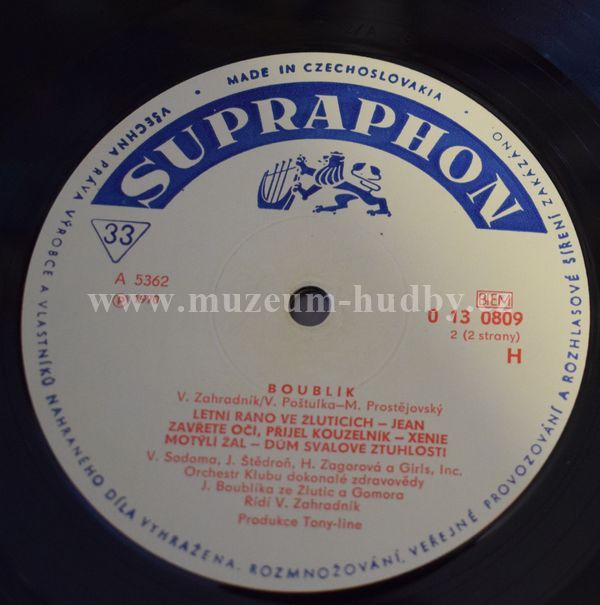 MADE IN CZECHOSLOVAKIA •
SUPRAPHON
33
A 5362
Ⓟ 1970
BIEM
0 13 0809
2 (2 strany)
H
www.muzeum-hudby.
BOUBLÍK
V. Zahradník/V. Poštulka—M. Prostějovský
LETNÍ RÁNO VE ŽLUTICÍCH — JEAN
ZAVŘETE OČI, PŘIJEL KOUZELNÍK — XENIE
MOTÝLÍ ŽAL — DŮM SVALOVÉ ZTUHLOSTI
V. Sodoma, J. Štědroň, H. Zagorová a Girls, Inc.
Orchestr Klubu dokonalé zdravovědy
J. Boublíka ze Žlutic a Gomora
Řídí V. Zahradník
Produkce Tony-line
VŠECHNA PRÁVA VÝROBCE A VLASTNÍKŮ NAHRANÉHO DÍLA VYHRAŽENA. ROZMNOŽOVÁNÍ, VEŘEJNÉ PROVOZOVÁNÍ A ROZHLASOVÉ ŠÍŘENÍ ZAKÁZÁNO.